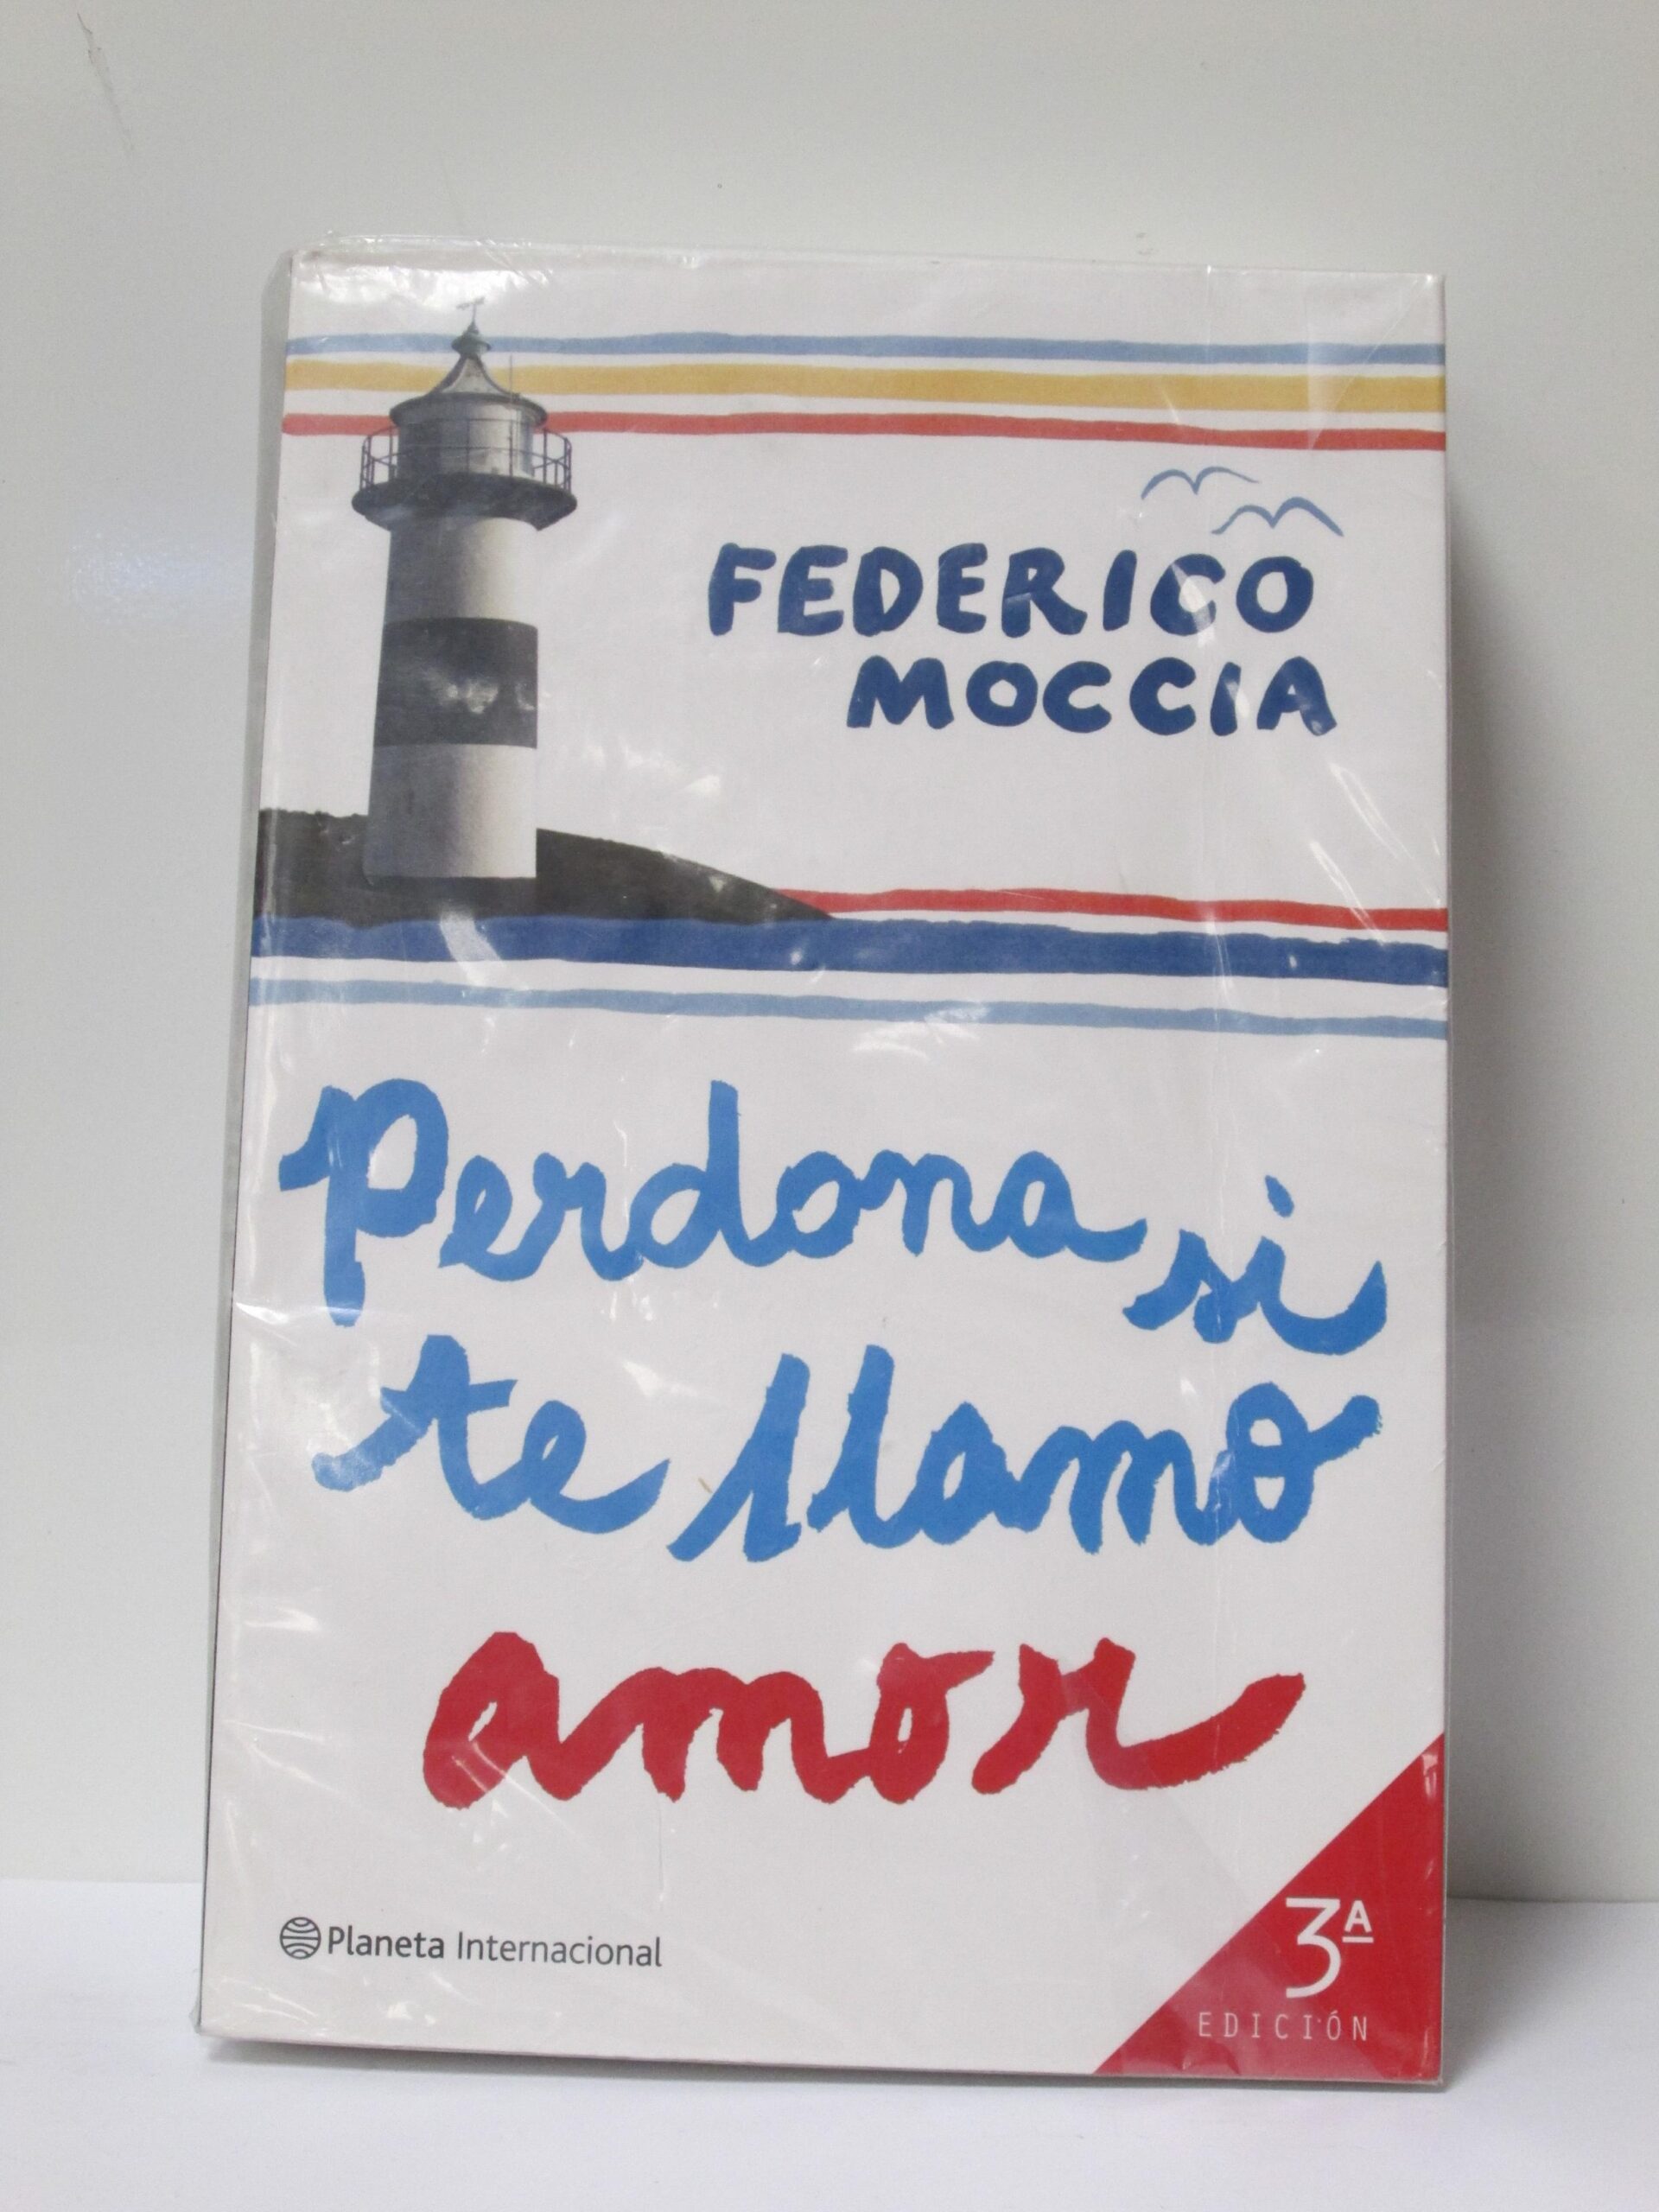 FEDERICO
MOCCIA
Perdona si
te llamo
amor
Planeta Internacional
3ª
EDICIÓN